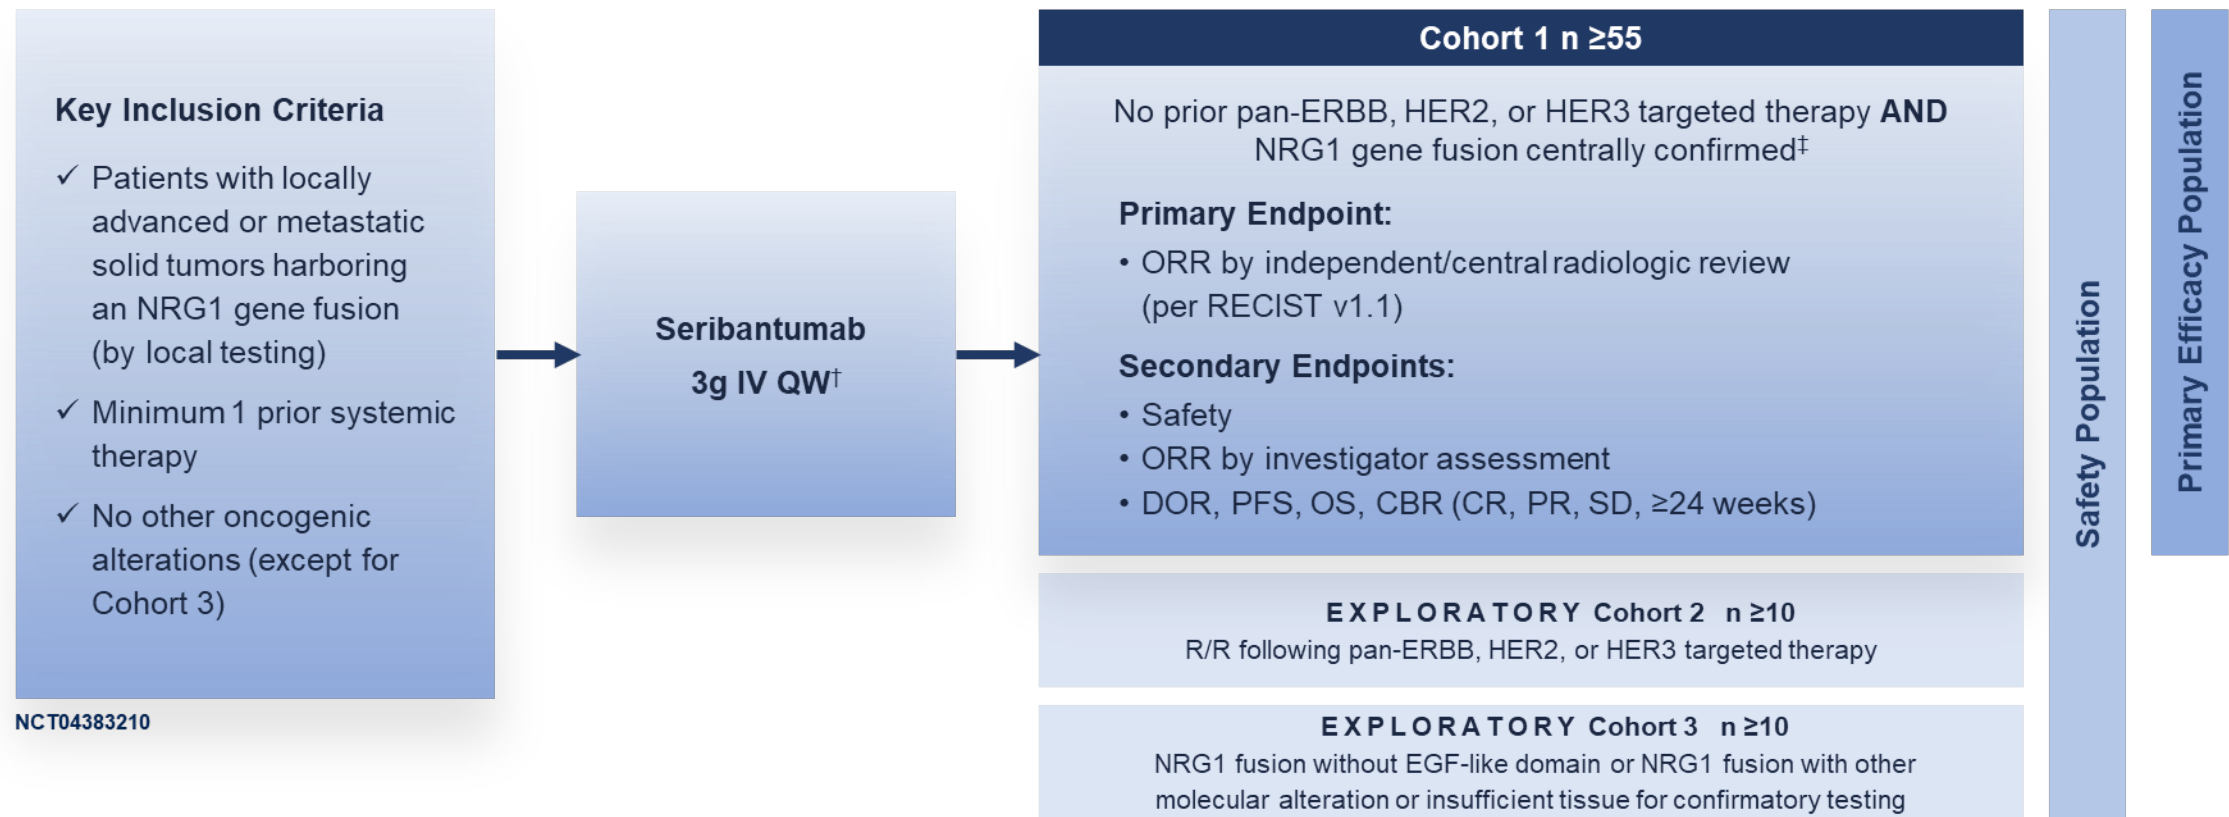 Key Inclusion Criteria
✓ Patients with locally
advanced or metastatic
solid tumors harboring
an NRG1 gene fusion
(by local testing)
✓ Minimum 1 prior systemic
therapy
✓ No other oncogenic
alterations (except for
Cohort 3)
NCT04383210
Seribantumab
3g IV QW†
Cohort 1 n ≥55
No prior pan-ERBB, HER2, or HER3 targeted therapy AND
NRG1 gene fusion centrally confirmed‡
Primary Endpoint:
• ORR by independent/central radiologic review
(per RECIST v1.1)
Secondary Endpoints:
• Safety
• ORR by investigator assessment
• DOR, PFS, OS, CBR (CR, PR, SD, ≥24 weeks)
EXPLORATORY Cohort 2 n ≥10
R/R following pan-ERBB, HER2, or HER3 targeted therapy
EXPLORATORY Cohort 3 n ≥10
NRG1 fusion without EGF-like domain or NRG1 fusion with other
molecular alteration or insufficient tissue for confirmatory testing
Safety Population
Primary Efficacy Population